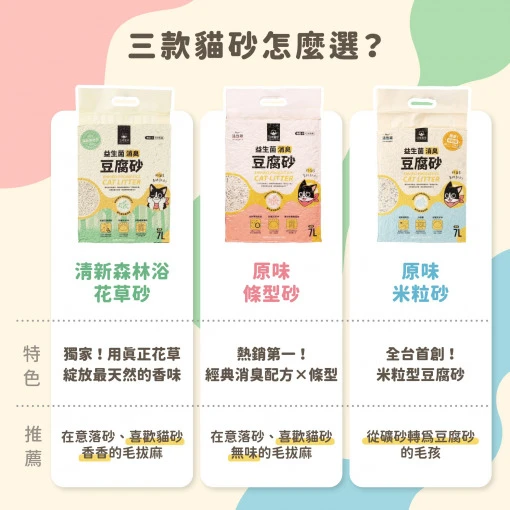 三款貓砂怎麼選?
益生菌 消臭
豆腐砂
CAT LITTER
7L
益生菌 消臭
豆腐砂
CAT LITTER
7L
益生菌 消臭
豆腐砂
CAT LITTER
7L
清新森林浴
花草砂
原味
條型砂
原味
米粒砂
特色
獨家!用真正花草
綻放最天然的香味
熱銷第一!
經典消臭配方×條型
全台首創!
米粒型豆腐砂
推薦
在意落砂、喜歡貓砂
香香的毛拔麻
在意落砂、喜歡貓砂
無味的毛拔麻
從礦砂轉為豆腐砂
的毛孩